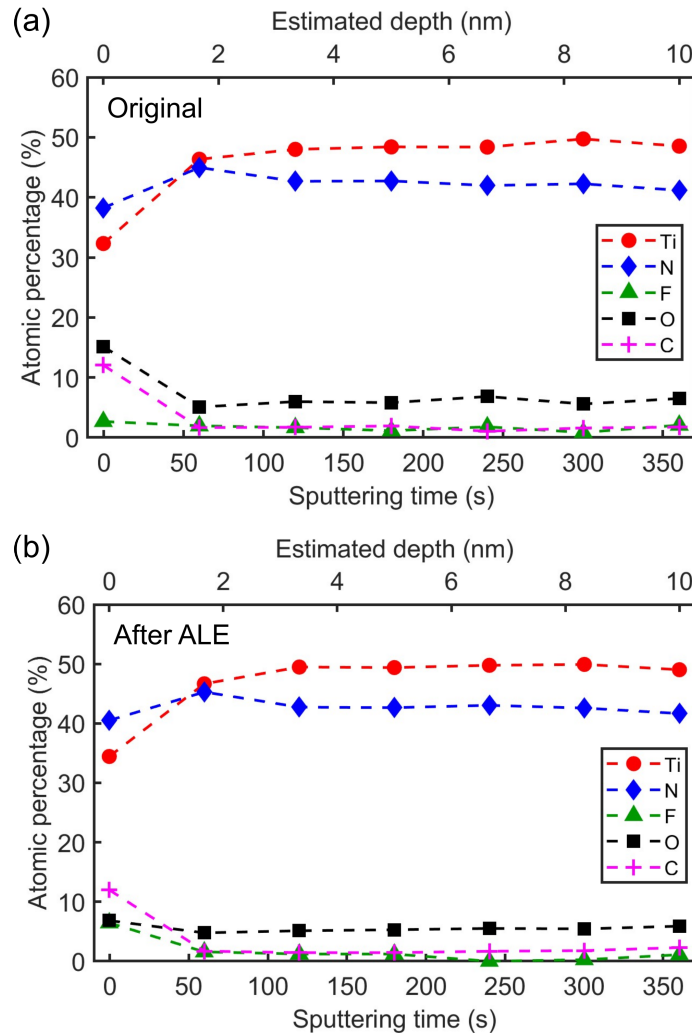 (a)
Estimated depth (nm)
0 2 4 6 8 10
Original
Atomic percentage (%)
60
50
40
30
20
10
0
Ti
N
F
O
C
0 50 100 150 200 250 300 350
Sputtering time (s)
(b)
Estimated depth (nm)
0 2 4 6 8 10
After ALE
Atomic percentage (%)
60
50
40
30
20
10
0
Ti
N
F
O
C
0 50 100 150 200 250 300 350
Sputtering time (s)